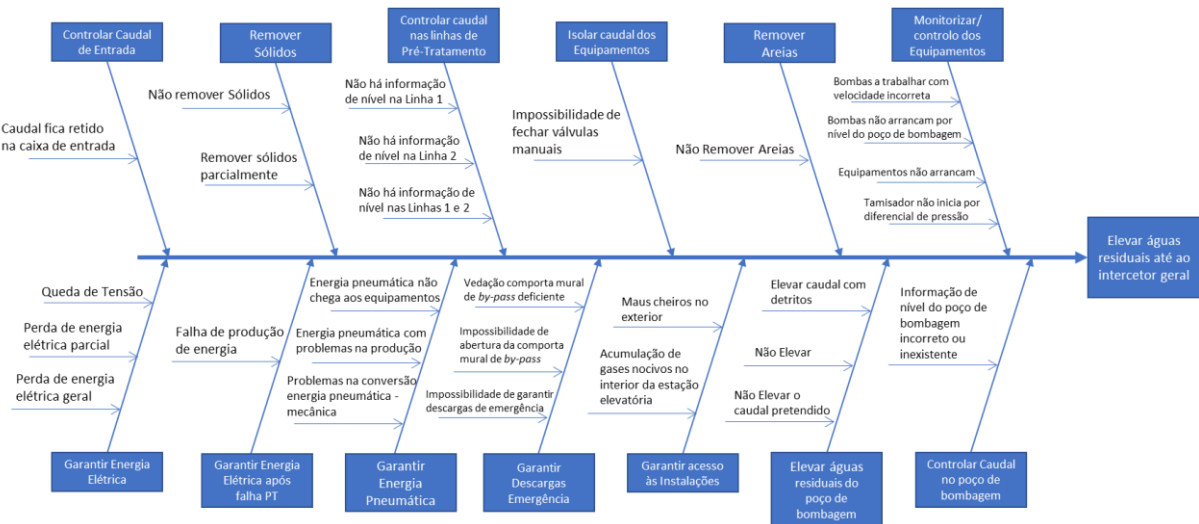 Controlar Caudal
de Entrada
Remover
Sólidos
Controlar caudal
nas linhas de
Pré-Tratamento
Isolar caudal dos
Equipamentos
Remover
Areias
Monitorizar/
controlo dos
Equipamentos
Caudal fica retido
na caixa de entrada
Não remover Sólidos
Remover sólidos
parcialmente
Não há informação
de nível na Linha 1
Não há informação
de nível na Linha 2
Não há informação de
nível nas Linhas 1 e 2
Impossibilidade de
fechar válvulas
manuais
Não Remover Areias
Bombas a trabalhar com
velocidade incorreta
Bombas não arrancam por
nível do poço de bombagem
Equipamentos não arrancam
Tamisador não inicia por
diferencial de pressão
Elevar águas
residuais até ao
intercetor geral
Queda de Tensão
Perda de energia
elétrica parcial
Perda de energia
elétrica geral
Falha de produção
de energia
Energia pneumática não
chega aos equipamentos
Energia pneumática com
problemas na produção
Problemas na conversão
energia pneumática -
mecânica
Vedação comporta mural
de by-pass deficiente
Impossibilidade de
abertura da comporta
mural de by-pass
Impossibilidade de garantir
descargas de emergência
Maus cheiros no
exterior
Acumulação de
gases nocivos no
interior da estação
elevatória
Elevar caudal com
detritos
Não Elevar
Não Elevar o
caudal pretendido
Informação de
nível do poço de
bombagem
incorreto ou
inexistente
Garantir Energia
Elétrica
Garantir Energia
Elétrica após
falha PT
Garantir
Energia
Pneumática
Garantir
Descargas
Emergência
Garantir acesso
às Instalações
Elevar águas
residuais do
poço de
bombagem
Controlar Caudal
no poço de
bombagem